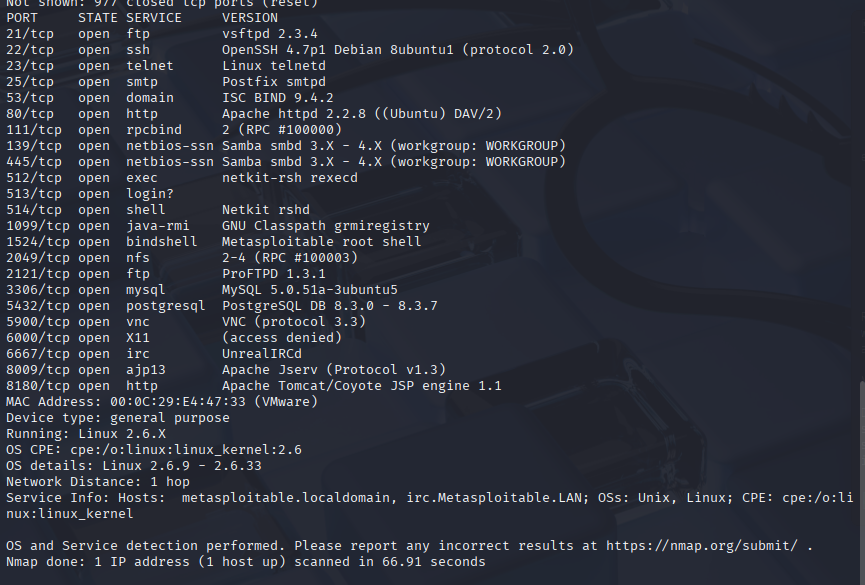 Not shown: 977 closed tcp ports (reset)
PORT     STATE SERVICE     VERSION
21/tcp   open  ftp         vsftpd 2.3.4
22/tcp   open  ssh         OpenSSH 4.7p1 Debian 8ubuntu1 (protocol 2.0)
23/tcp   open  telnet      Linux telnetd
25/tcp   open  smtp        Postfix smtpd
53/tcp   open  domain      ISC BIND 9.4.2
80/tcp   open  http        Apache httpd 2.2.8 ((Ubuntu) DAV/2)
111/tcp  open  rpcbind     2 (RPC #100000)
139/tcp  open  netbios-ssn Samba smbd 3.X - 4.X (workgroup: WORKGROUP)
445/tcp  open  netbios-ssn Samba smbd 3.X - 4.X (workgroup: WORKGROUP)
512/tcp  open  exec        netkit-rsh rexecd
513/tcp  open  login?
514/tcp  open  shell       Netkit rshd
1099/tcp open  java-rmi    GNU Classpath grmiregistry
1524/tcp open  bindshell   Metasploitable root shell
2049/tcp open  nfs         2-4 (RPC #100003)
2121/tcp open  ftp         ProFTPD 1.3.1
3306/tcp open  mysql       MySQL 5.0.51a-3ubuntu5
5432/tcp open  postgresql  PostgreSQL DB 8.3.0 - 8.3.7
5900/tcp open  vnc         VNC (protocol 3.3)
6000/tcp open  X11         (access denied)
6667/tcp open  irc         UnrealIRCd
8009/tcp open  ajp13       Apache Jserv (Protocol v1.3)
8180/tcp open  http        Apache Tomcat/Coyote JSP engine 1.1
MAC Address: 00:0C:29:E4:47:33 (VMware)
Device type: general purpose
Running: Linux 2.6.X
OS CPE: cpe:/o:linux:linux_kernel:2.6
OS details: Linux 2.6.9 - 2.6.33
Network Distance: 1 hop
Service Info: Hosts:  metasploitable.localdomain, irc.Metasploitable.LAN; OSs: Unix, Linux; CPE: cpe:/o:li
nux:linux_kernel
OS and Service detection performed. Please report any incorrect results at https://nmap.org/submit/ .
Nmap done: 1 IP address (1 host up) scanned in 66.91 seconds